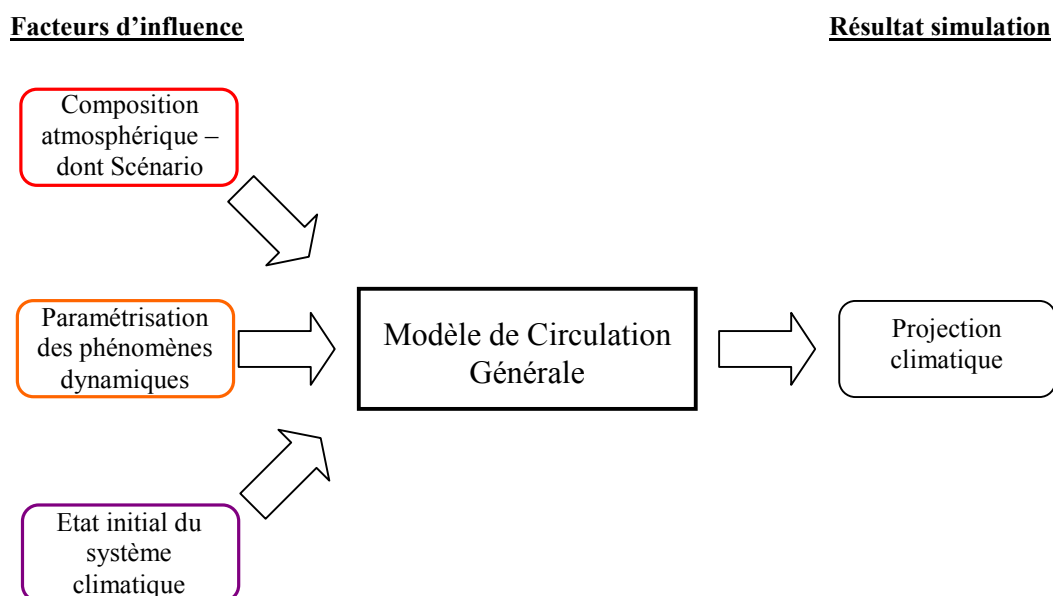 Facteurs d’influence
Résultat simulation
Composition
atmosphérique –
dont Scénario
Paramétrisation
des phénomènes
dynamiques
Etat initial du
système
climatique
Modèle de Circulation
Générale
Projection
climatique